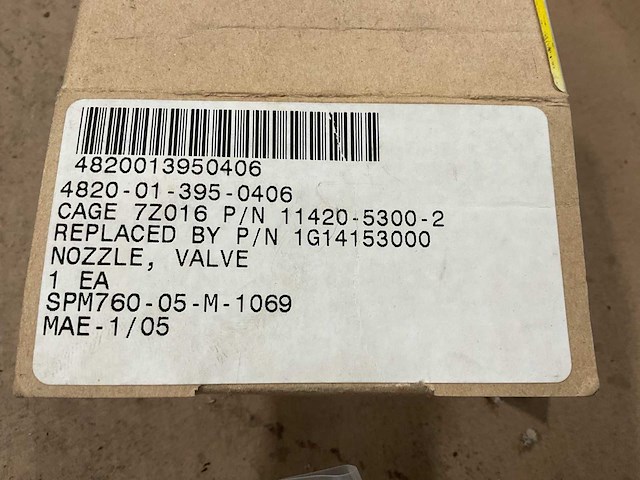 4820013950406
4820-01-395-0406
CAGE 7Z016 P/N 11420-5300-2
REPLACED BY P/N 1G14153000
NOZZLE, VALVE
1 EA
SPM760-05-M-1069
MAE-1/05